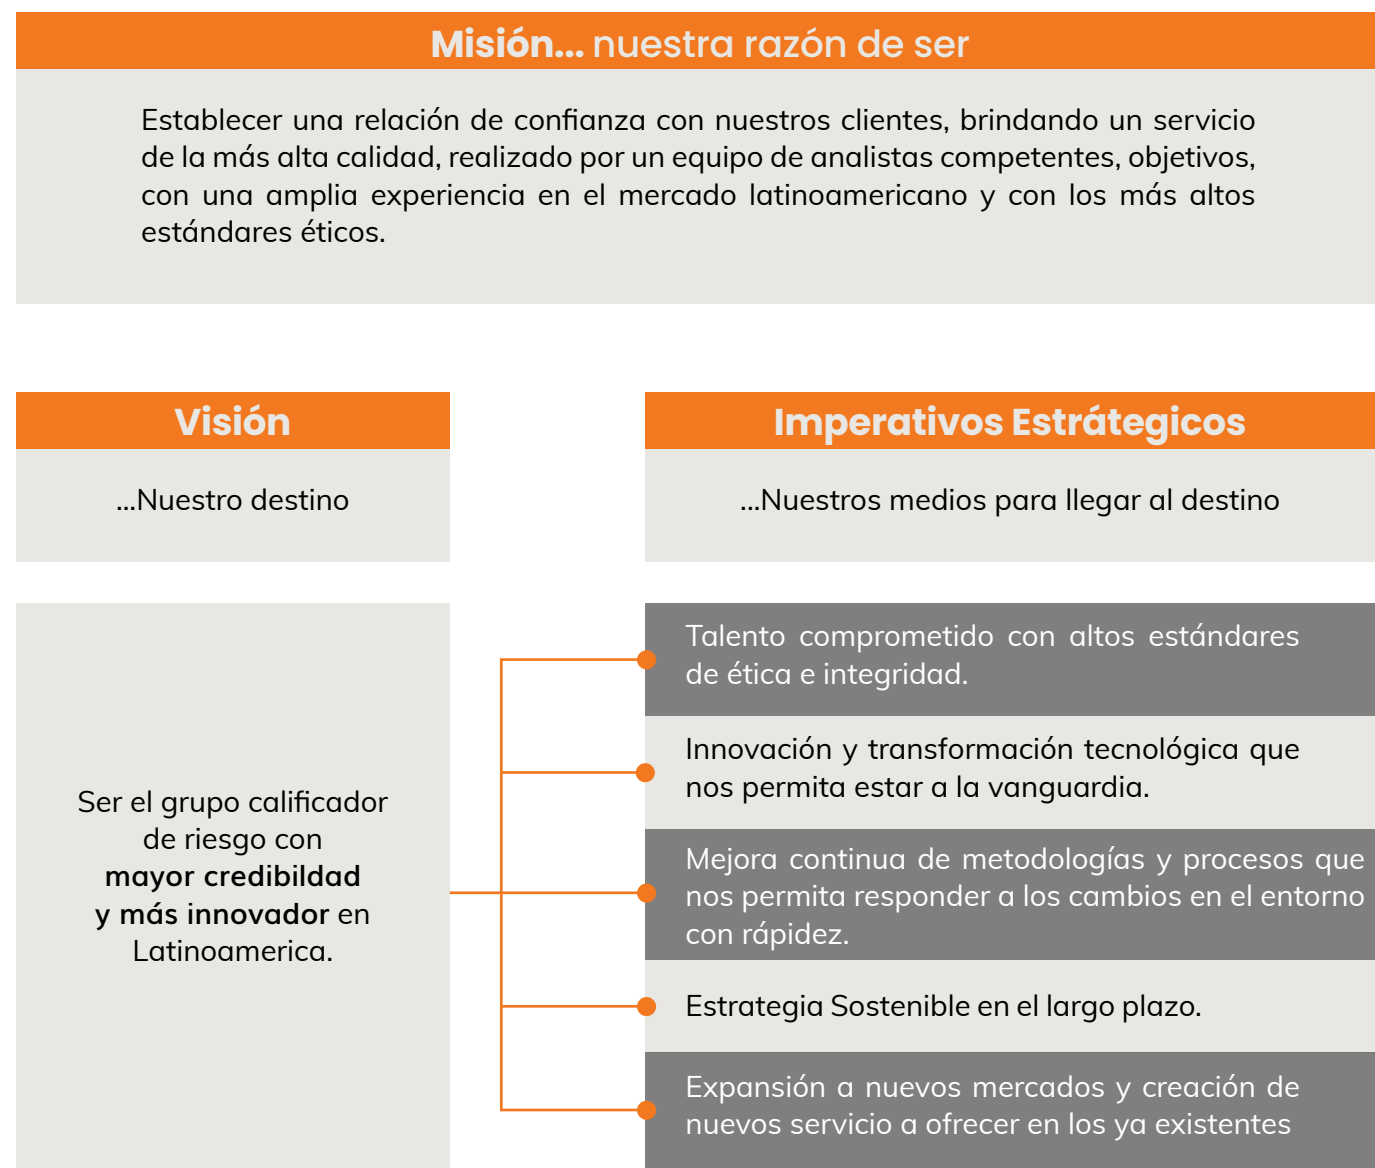 Misión... nuestra razón de ser
Establecer una relación de confianza con nuestros clientes, brindando un servicio
de la más alta calidad, realizado por un equipo de analistas competentes, objetivos,
con una amplia experiencia en el mercado latinoamericano y con los más altos
estándares éticos.
Visión
...Nuestro destino
Ser el grupo calificador
de riesgo con
mayor credibildad
y más innovador en
Latinoamerica.
Imperativos Estrátegicos
...Nuestros medios para llegar al destino
Talento comprometido con altos estándares
de ética e integridad.
Innovación y transformación tecnológica que
nos permita estar a la vanguardia.
Mejora continua de metodologías y procesos que
nos permita responder a los cambios en el entorno
con rápidez.
Estrategia Sostenible en el largo plazo.
Expansión a nuevos mercados y creación de
nuevos servicio a ofrecer en los ya existentes